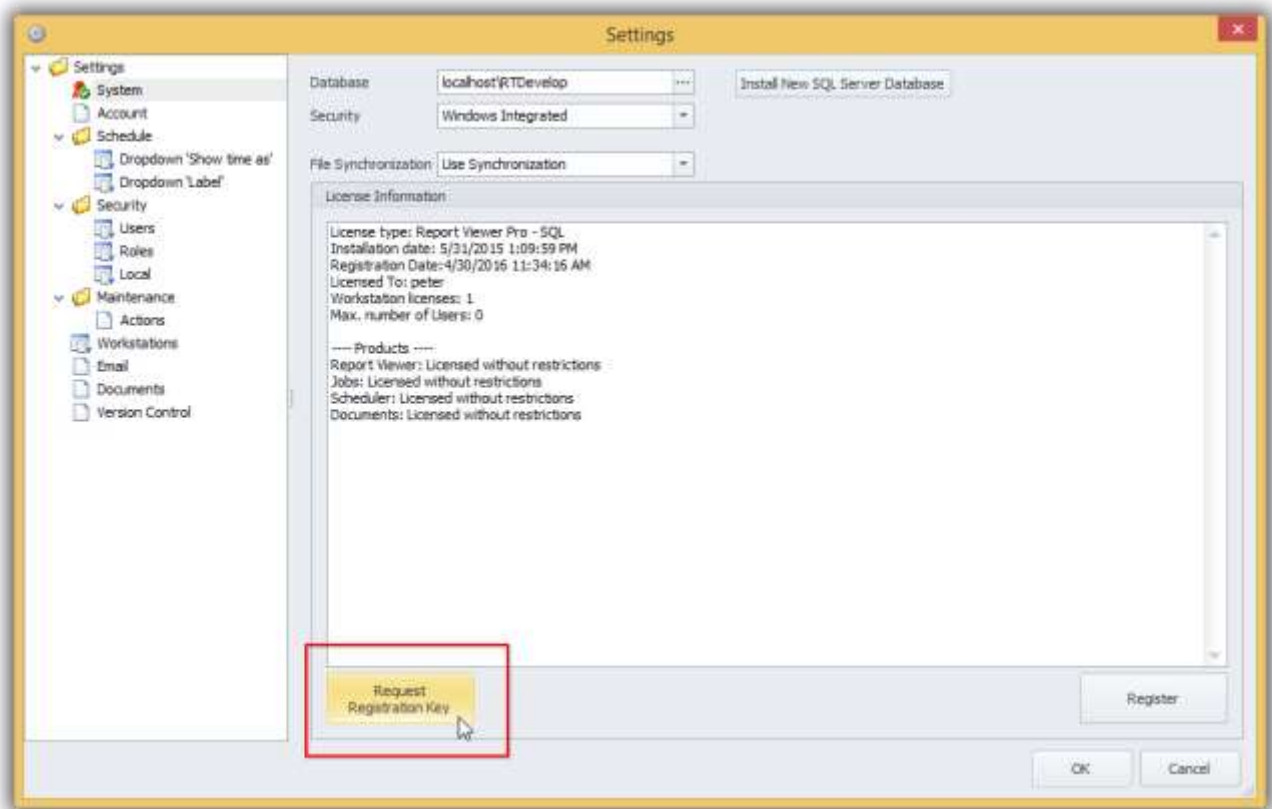 Settings
Settings
System
Account
Schedule
Dropdown 'Show time as'
Dropdown 'Label'
Security
Users
Roles
Local
Maintenance
Actions
Workstations
Email
Documents
Version Control
Database localhost\RTDevelop ... Install New SQL Server Database
Security Windows Integrated
File Synchronization Use Synchronization
License Information
License type: Report Viewer Pro - SQL
Installation date: 5/31/2015 1:09:59 PM
Registration Date:4/30/2016 11:34:16 AM
Licensed To: peter
Workstation licenses: 1
Max. number of Users: 0
---- Products ----
Report Viewer: Licensed without restrictions
Jobs: Licensed without restrictions
Scheduler: Licensed without restrictions
Documents: Licensed without restrictions
Request
Registration Key
Register
OK Cancel